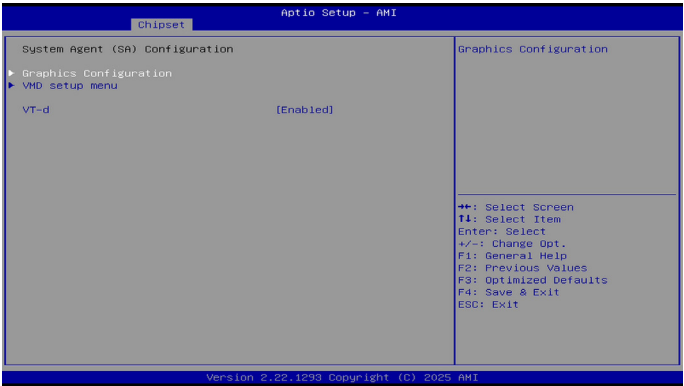 Aptio Setup – AMI
Chipset
System Agent (SA) Configuration
Graphics Configuration
VMD setup menu
VT-d [Enabled]
Graphics Configuration
→←: Select Screen
↑↓: Select Item
Enter: Select
+/-: Change Opt.
F1: General Help
F2: Previous Values
F3: Optimized Defaults
F4: Save & Exit
ESC: Exit
Version 2.22.1293 Copyright (C) 2025 AMI